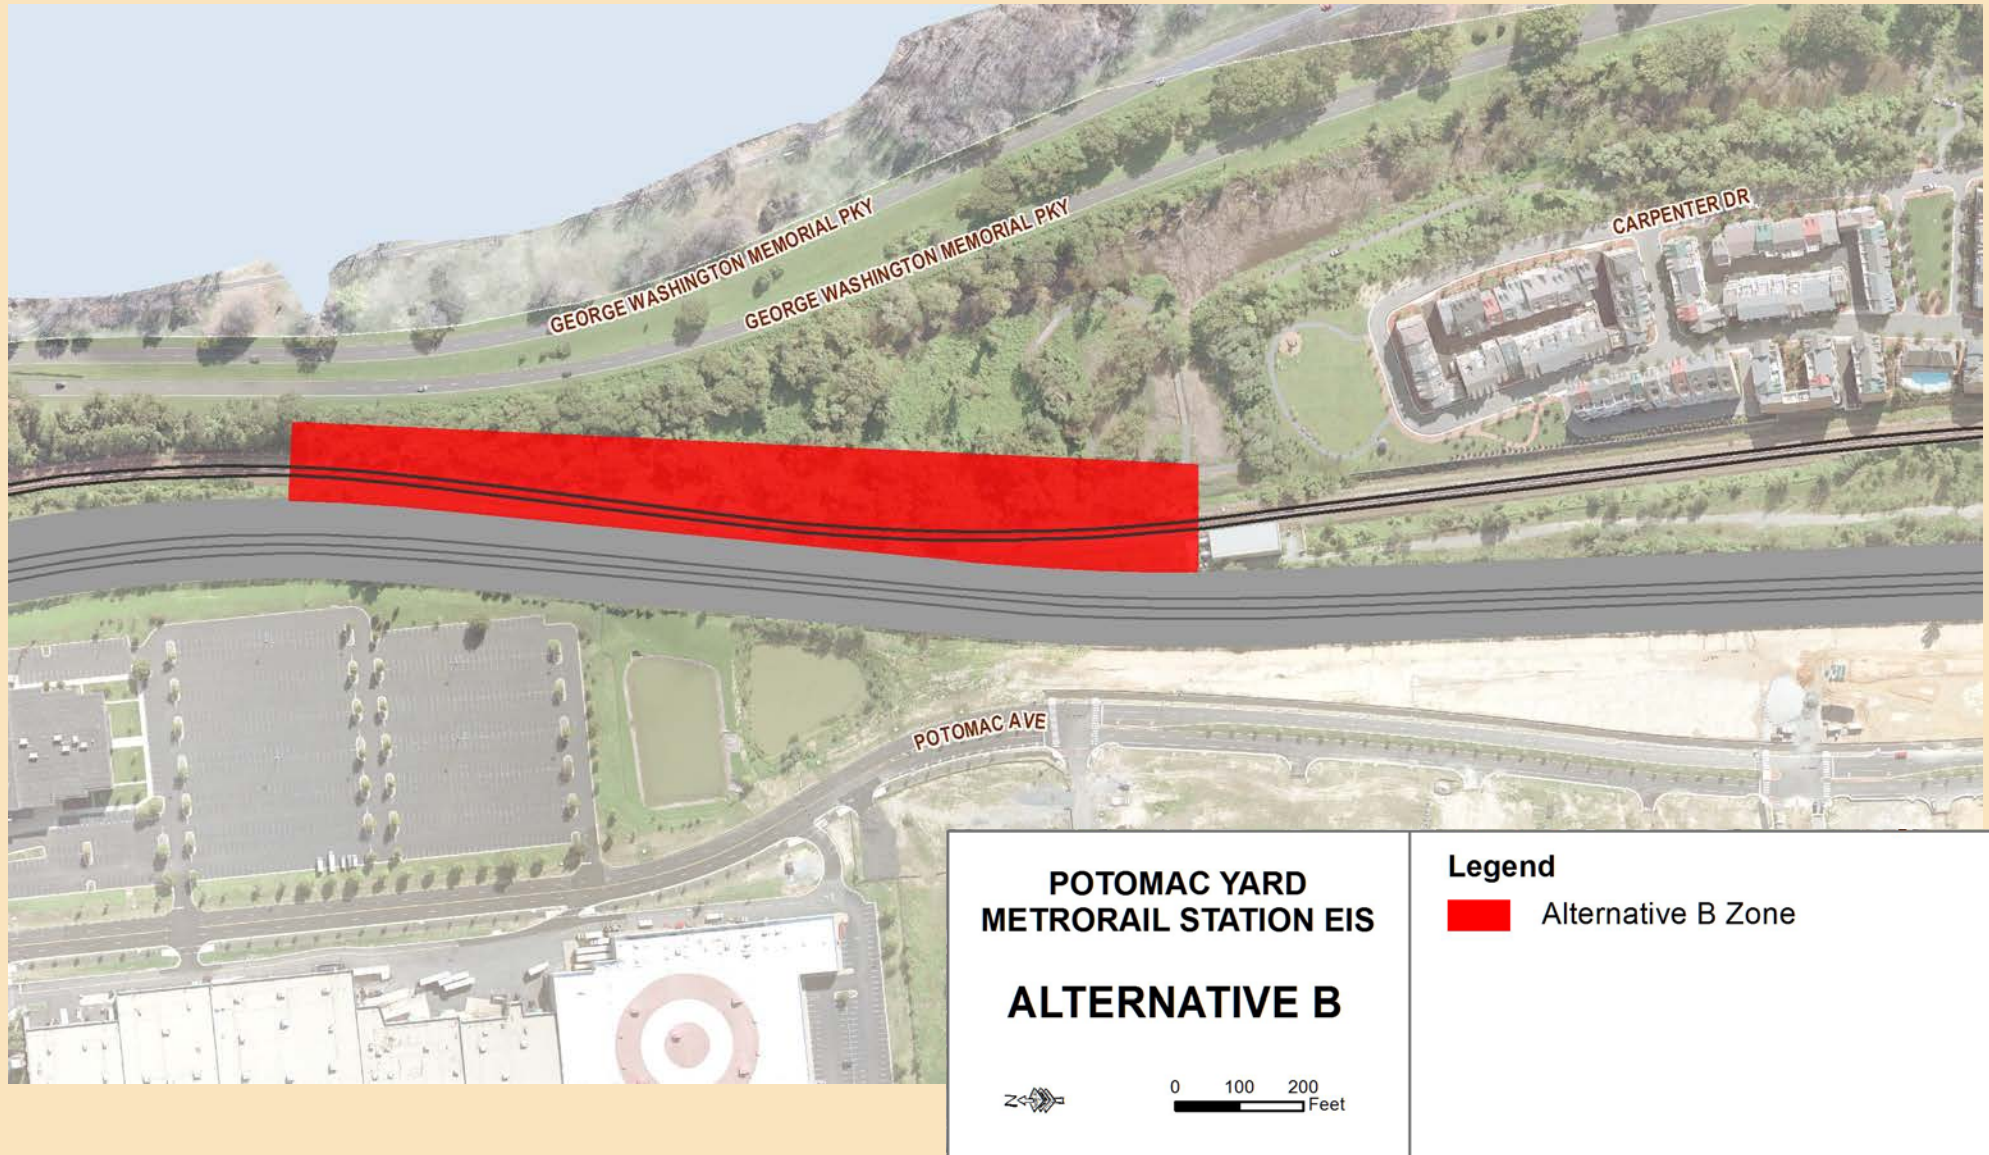 GEORGE WASHINGTON MEMORIAL PKY
GEORGE WASHINGTON MEMORIAL PKY
CARPENTER DR
POTOMAC AVE
POTOMAC YARD
METRORAIL STATION EIS
ALTERNATIVE B
N
0 100 200
Feet
Legend
Alternative B Zone